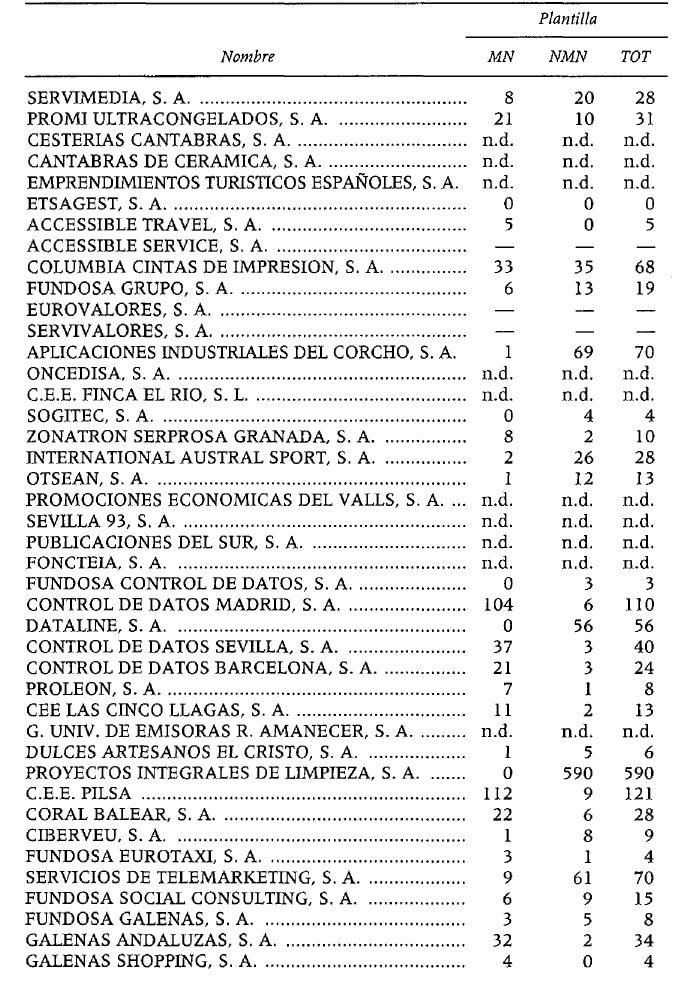 Plantilla
Nombre MN NMN TOT
SERVIMEDIA, S. A. ................................................ 8 20 28
PROMI ULTRACONGELADOS, S. A. ....................... 21 10 31
CESTERIAS CANTABRAS, S. A. ............................... n.d. n.d. n.d.
CANTABRAS DE CERAMICA, S. A. ......................... n.d. n.d. n.d.
EMPRENDIMIENTOS TURISTICOS ESPAÑOLES, S. A. n.d. n.d. n.d.
ETSAGEST, S. A. .................................................... 0 0 0
ACCESSIBLE TRAVEL, S. A. ................................... 5 0 5
ACCESSIBLE SERVICE, S. A. ................................... — — —
COLUMBIA CINTAS DE IMPRESION, S. A. .............. 33 35 68
FUNDOSA GRUPO, S. A. ......................................... 6 13 19
EUROVALORES, S. A. ............................................. — — —
SERVIVALORES, S. A. ............................................. — — —
APLICACIONES INDUSTRIALES DEL CORCHO, S. A. 1 69 70
ONCEDISA, S. A. .................................................... n.d. n.d. n.d.
C.E.E. FINCA EL RIO, S. L. ...................................... n.d. n.d. n.d.
SOGITEC, S. A. ....................................................... 0 4 4
ZONATRON SERPROSA GRANADA, S. A. ............... 8 2 10
INTERNATIONAL AUSTRAL SPORT, S. A. .............. 2 26 28
OTSEAN, S. A. ........................................................ 1 12 13
PROMOCIONES ECONOMICAS DEL VALLS, S. A. ... n.d. n.d. n.d.
SEVILLA 93, S. A. ................................................... n.d. n.d. n.d.
PUBLICACIONES DEL SUR, S. A. ............................ n.d. n.d. n.d.
FONCTEIA, S. A. ..................................................... n.d. n.d. n.d.
FUNDOSA CONTROL DE DATOS, S. A. ................... 0 3 3
CONTROL DE DATOS MADRID, S. A. ..................... 104 6 110
DATALINE, S. A. .................................................... 0 56 56
CONTROL DE DATOS SEVILLA, S. A. ..................... 37 3 40
CONTROL DE DATOS BARCELONA, S. A. ................ 21 3 24
PROLEON, S. A. ...................................................... 7 1 8
CEE LAS CINCO LLAGAS, S. A. ............................... 11 2 13
G. UNIV. DE EMISORAS R. AMANECER, S. A. ......... n.d. n.d. n.d.
DULCES ARTESANOS EL CRISTO, S. A. .................. 1 5 6
PROYECTOS INTEGRALES DE LIMPIEZA, S. A. ....... 0 590 590
C.E.E. PILSA ........................................................... 112 9 121
CORAL BALEAR, S. A. ............................................ 22 6 28
CIBERVEU, S. A. ..................................................... 1 8 9
FUNDOSA EUROTAXI, S. A. .................................... 3 1 4
SERVICIOS DE TELEMARKETING, S. A. .................. 9 61 70
FUNDOSA SOCIAL CONSULTING, S. A. .................. 6 9 15
FUNDOSA GALENAS, S. A. ..................................... 3 5 8
GALENAS ANDALUZAS, S. A. ................................. 32 2 34
GALENAS SHOPPING, S. A. ..................................... 4 0 4